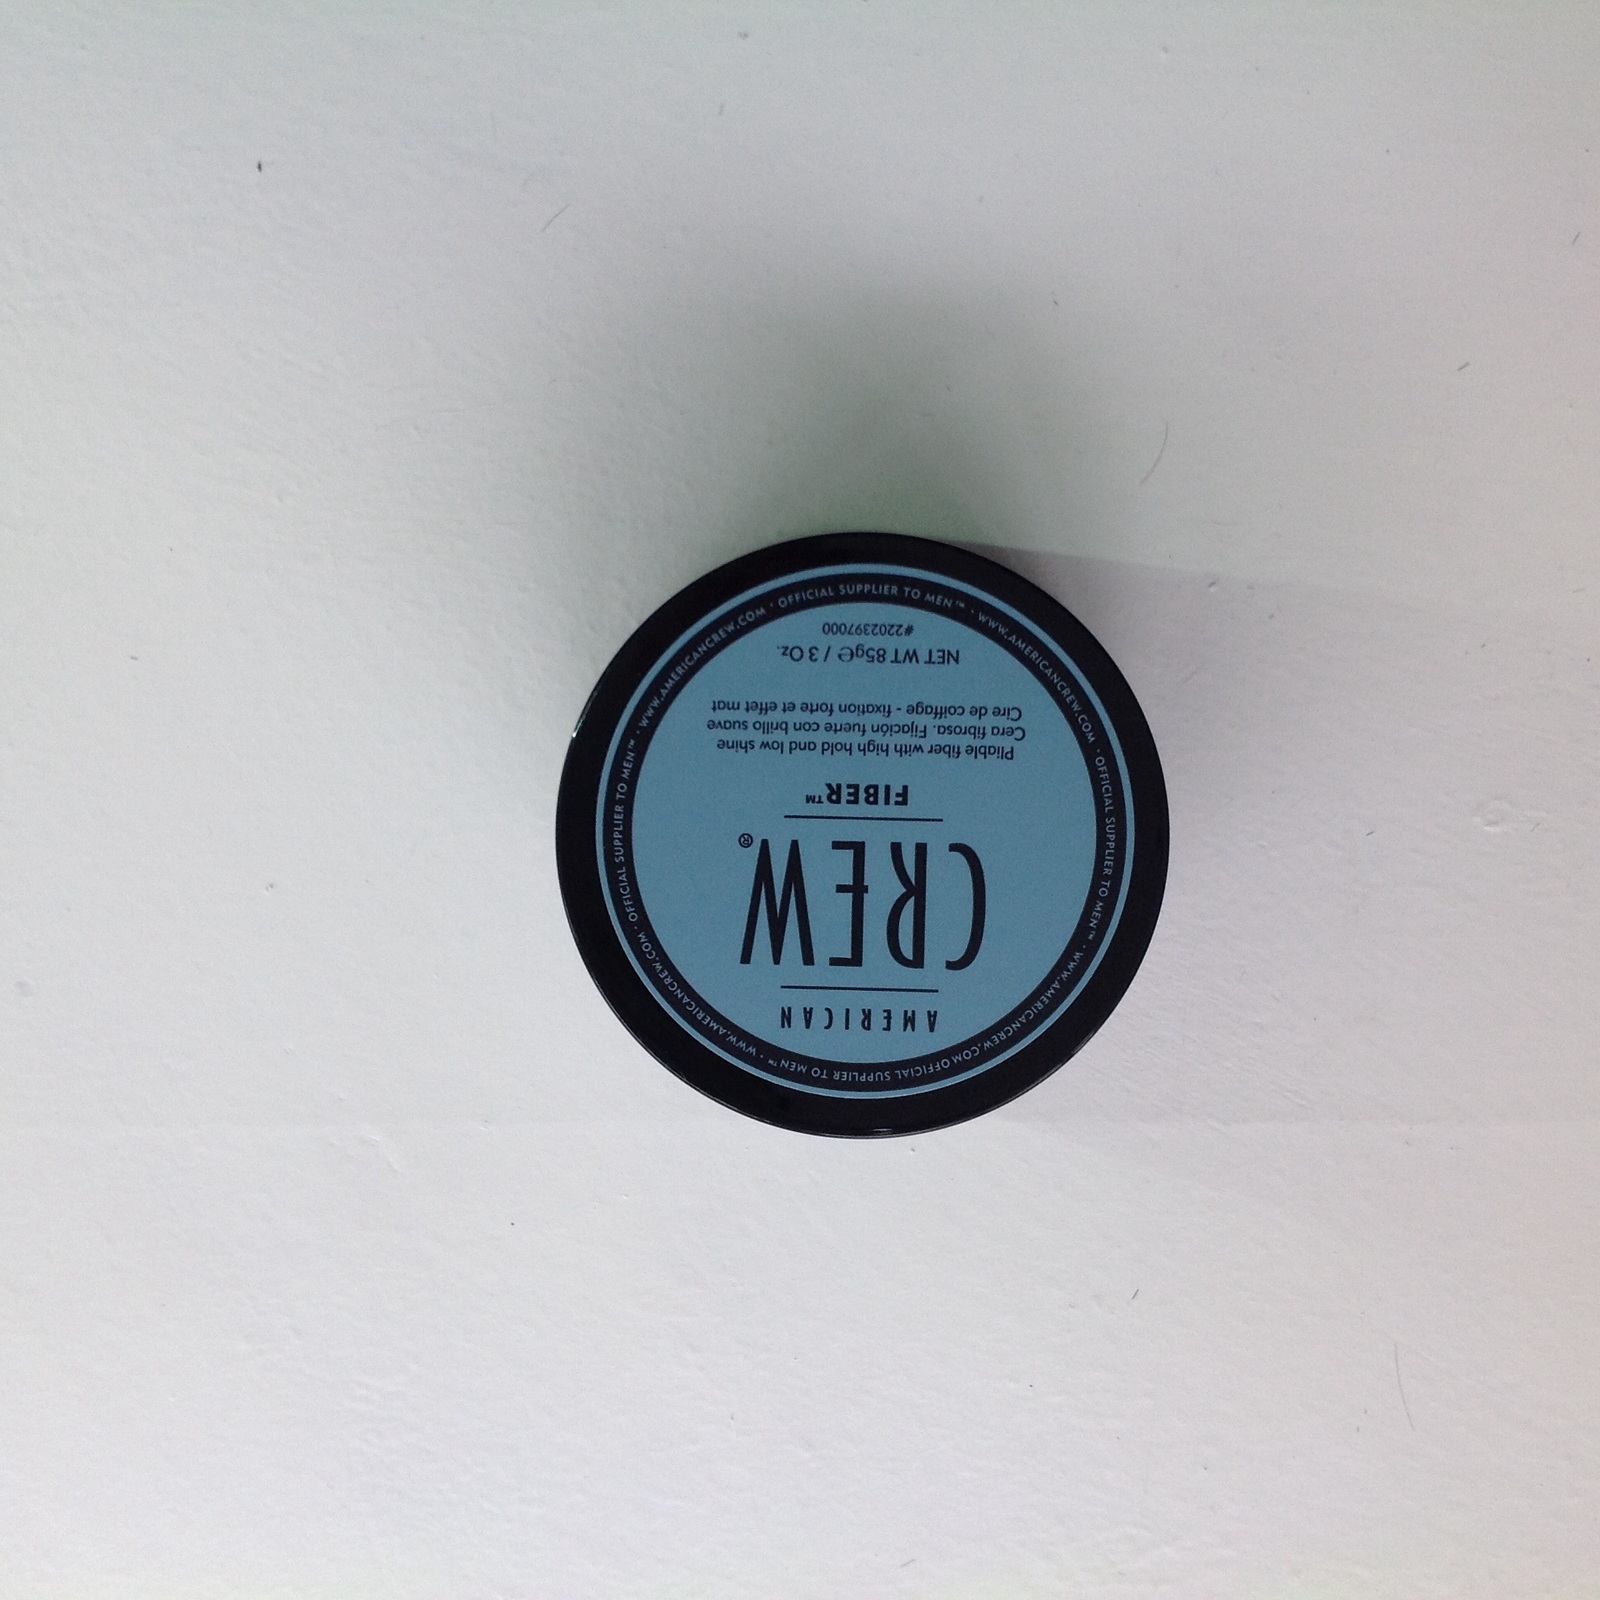 AMERICAN
CREW®
FIBER™
Pliable fiber with high hold and low shine
Cera fibrosa. Fijación fuerte con brillo suave
Cire de coiffage - fixation forte et effet mat
NET WT 85g℮ / 3 Oz.
#2202397000
OFFICIAL SUPPLIER TO MEN™ · WWW.AMERICANCREW.COM · OFFICIAL SUPPLIER TO MEN™ · WWW.AMERICANCREW.COM · OFFICIAL SUPPLIER TO MEN™ · WWW.AMERICANCREW.COM · OFFICIAL SUPPLIER TO MEN™ · WWW.AMERICANCREW.COM